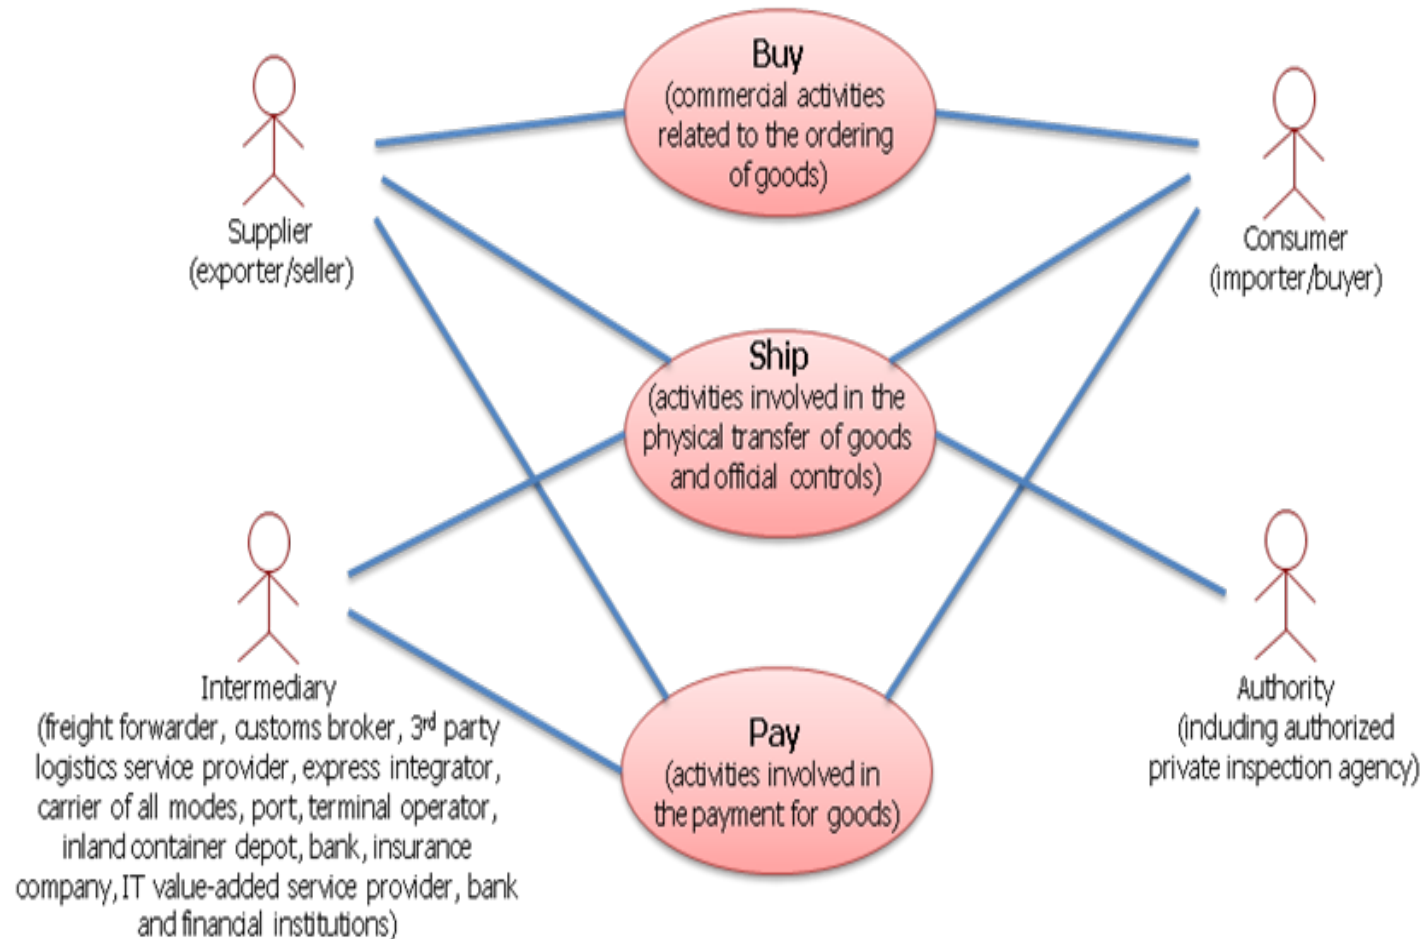 Buy
(commercial activities
related to the ordering
of goods)
Supplier
(exporter/seller)
Consumer
(importer/buyer)
Ship
(activities involved in the
physical transfer of goods
and official controls)
Intermediary
(freight forwarder, customs broker, 3rd party
logistics service provider, express integrator,
carrier of all modes, port, terminal operator,
inland container depot, bank, insurance
company, IT value-added service provider, bank
and financial institutions)
Authority
(including authorized
private inspection agency)
Pay
(activities involved in
the payment for goods)